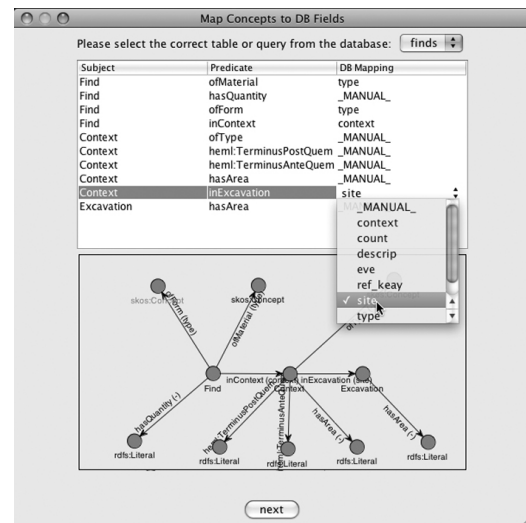 Map Concepts to DB Fields
Please select the correct table or query from the database: finds
Subject Predicate DB Mapping
Find ofMaterial type
Find hasQuantity _MANUAL_
Find ofForm type
Find inContext context
Context ofType _MANUAL_
Context heml:TerminusPostQuem _MANUAL_
Context heml:TerminusAnteQuem _MANUAL_
Context hasArea _MANUAL_
Context inExcavation site
Excavation hasArea
_MANUAL_
context
count
descrip
eve
ref_keay
✓ site
type
skos:Concept skos:Concept
ofForm (type)
ofMaterial (type)
inContext (context) inExcavation (site)
Find Context Excavation
hasQuantity (-)
heml:TerminusPostQuem
heml:TerminusAnteQuem
hasArea (-)
hasArea (-)
rdfs:Literal rdfs:Literal rdfs:Literal rdfs:Literal rdfs:Literal
next